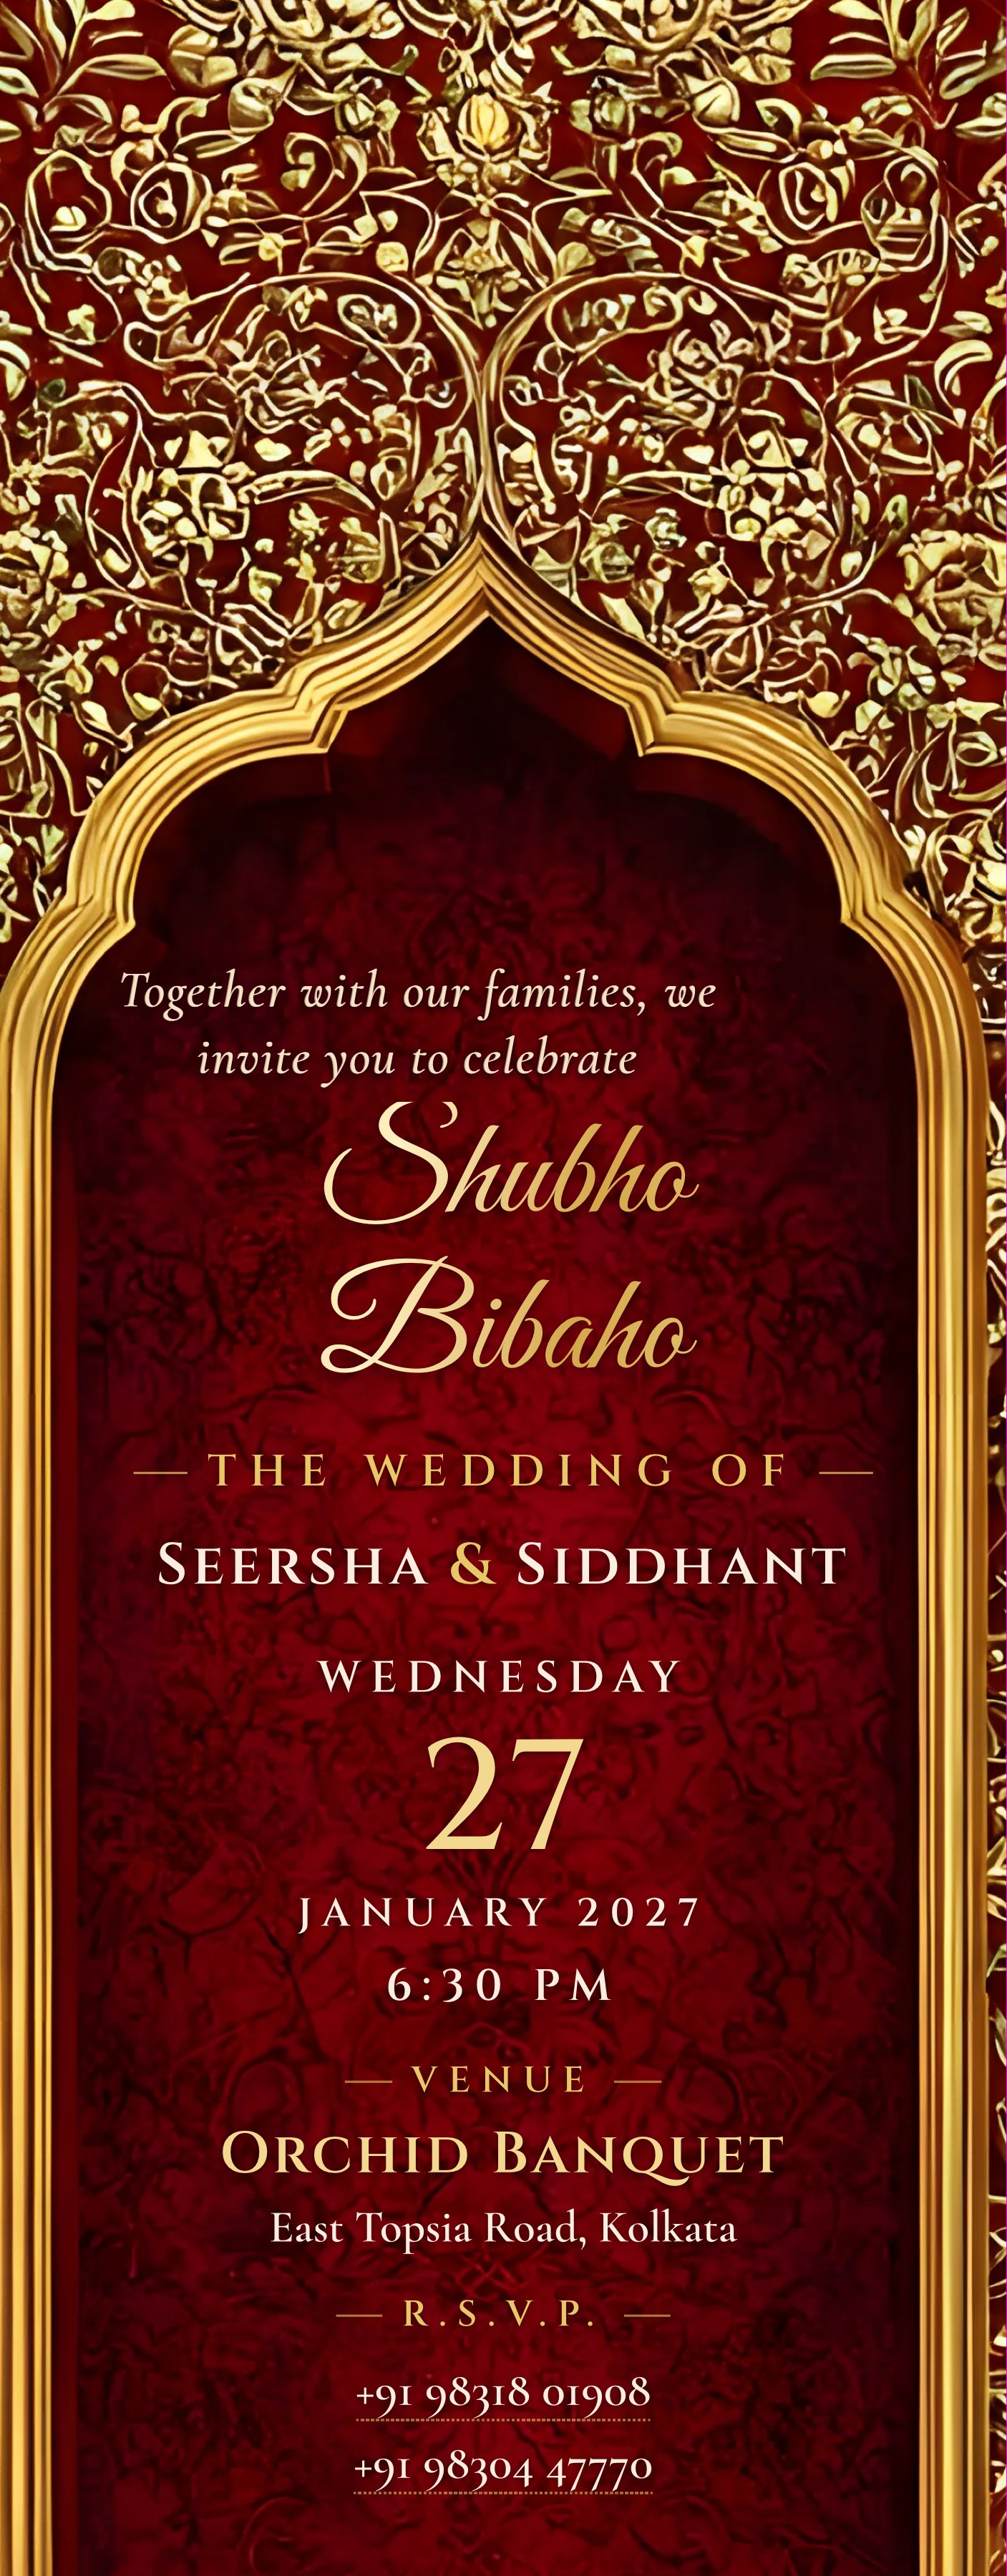 Together with our families, we
invite you to celebrate
Shubho
Bibaho
THE WEDDING OF
SEERSHA & SIDDHANT
WEDNESDAY
27
JANUARY 2027
6:30 PM
VENUE
ORCHID BANQUET
East Topsia Road, Kolkata
R.S.V.P.
+91 98318 01908
+91 98304 47770